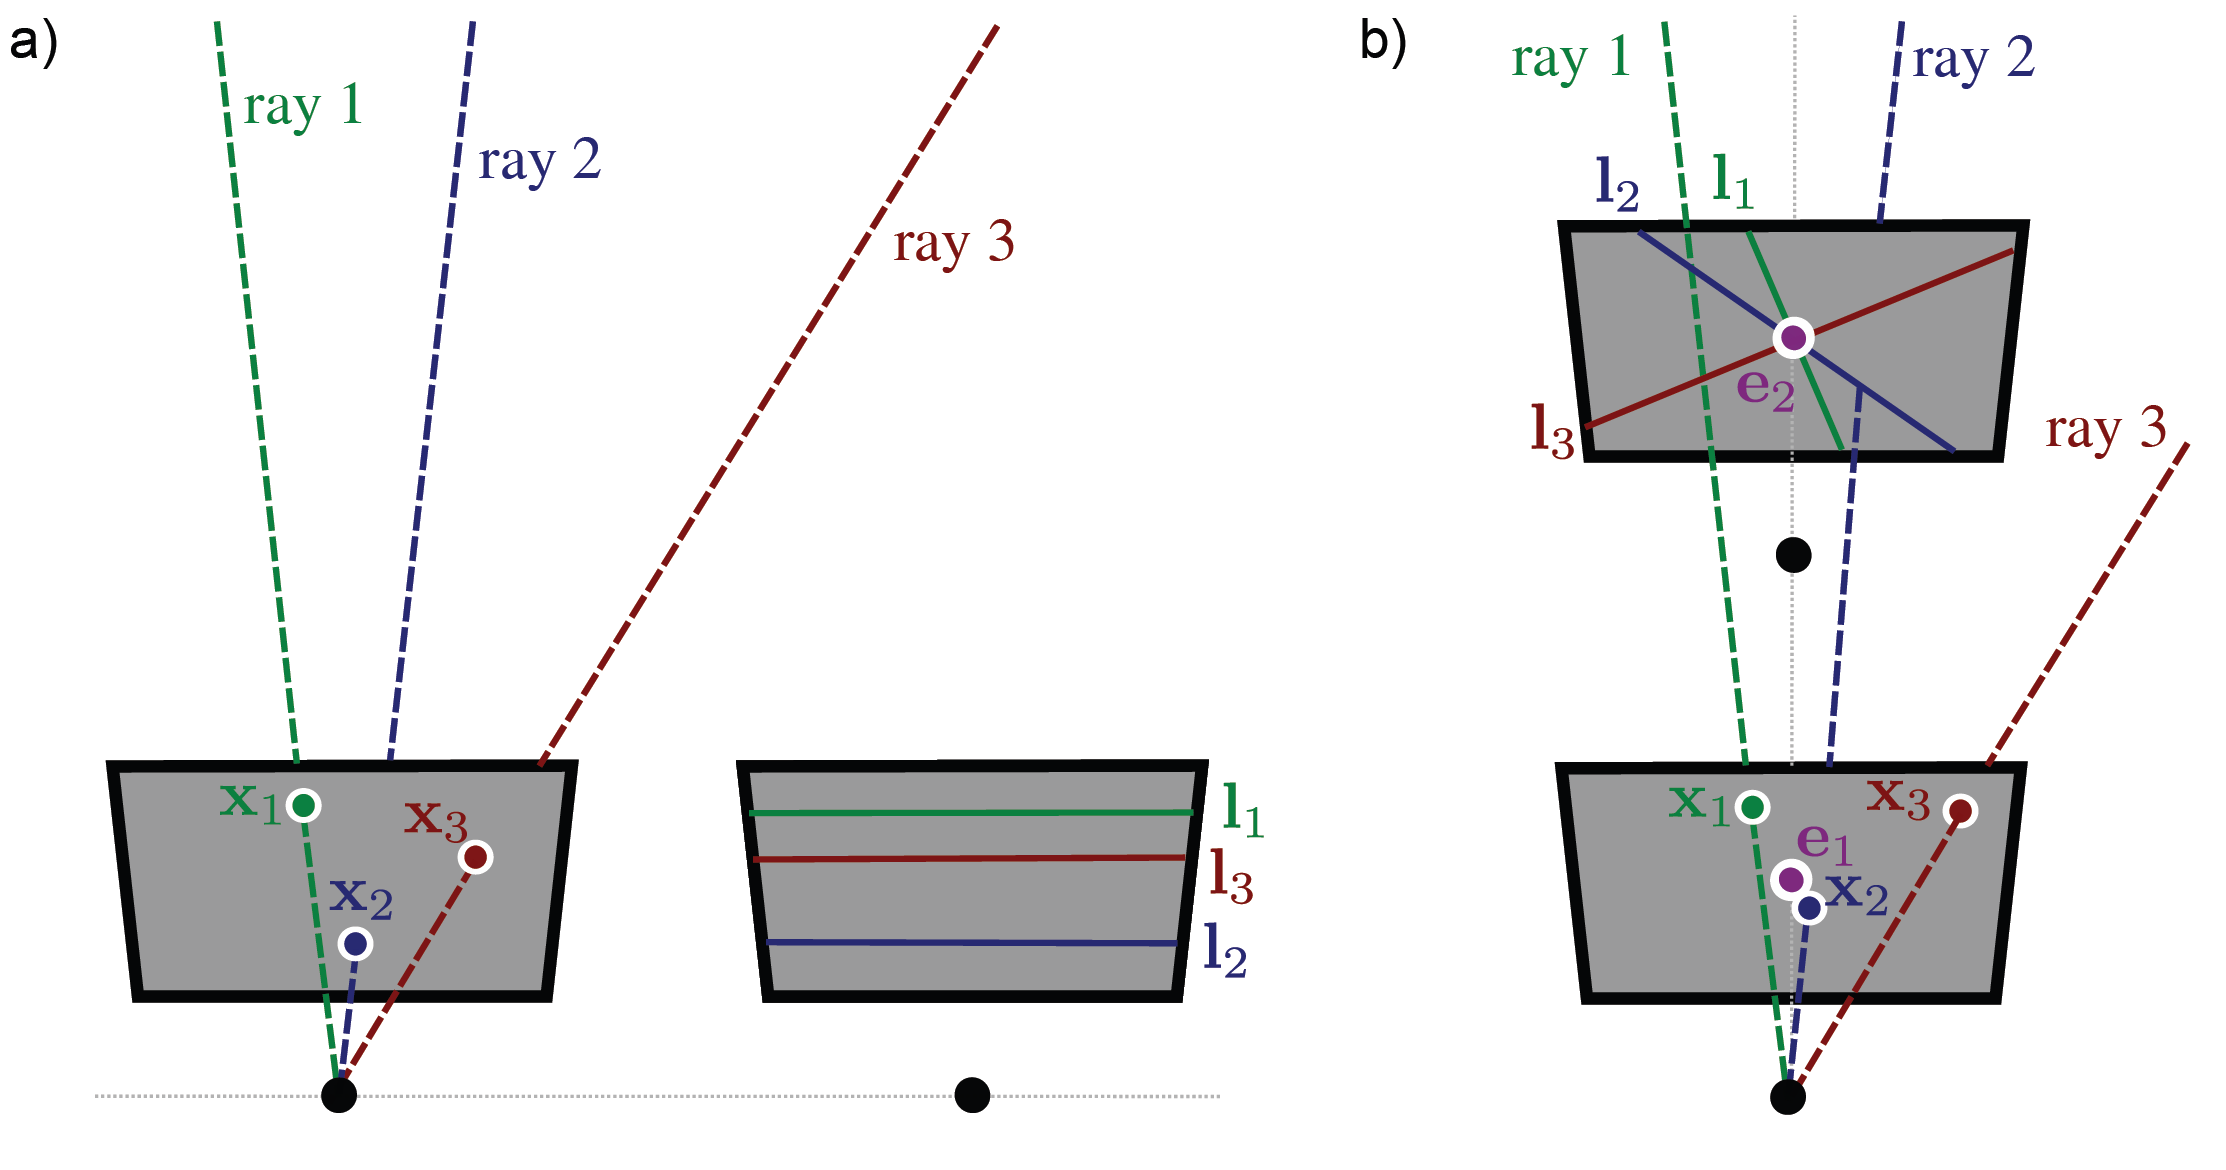 a)
ray 1
ray 2
ray 3
x₁
x₃
x₂
l₁
l₃
l₂
b)
ray 1
ray 2
l₂
l₁
e₂
l₃
ray 3
x₁
x₃
e₁
x₂